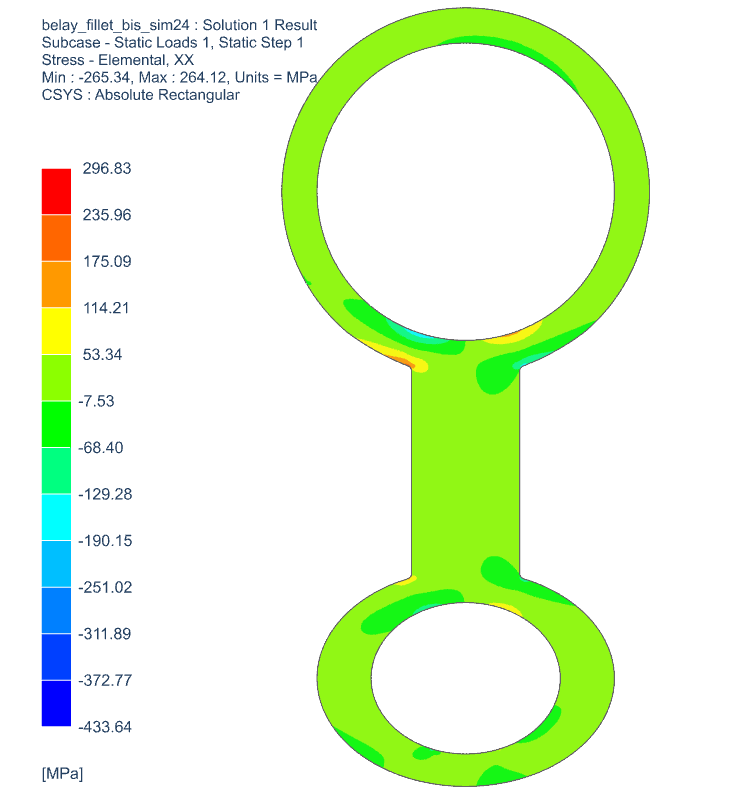 belay_fillet_bis_sim24 : Solution 1 Result
Subcase - Static Loads 1, Static Step 1
Stress - Elemental, XX
Min : -265.34, Max : 264.12, Units = MPa
CSYS : Absolute Rectangular
296.83
235.96
175.09
114.21
53.34
-7.53
-68.40
-129.28
-190.15
-251.02
-311.89
-372.77
-433.64
[MPa]